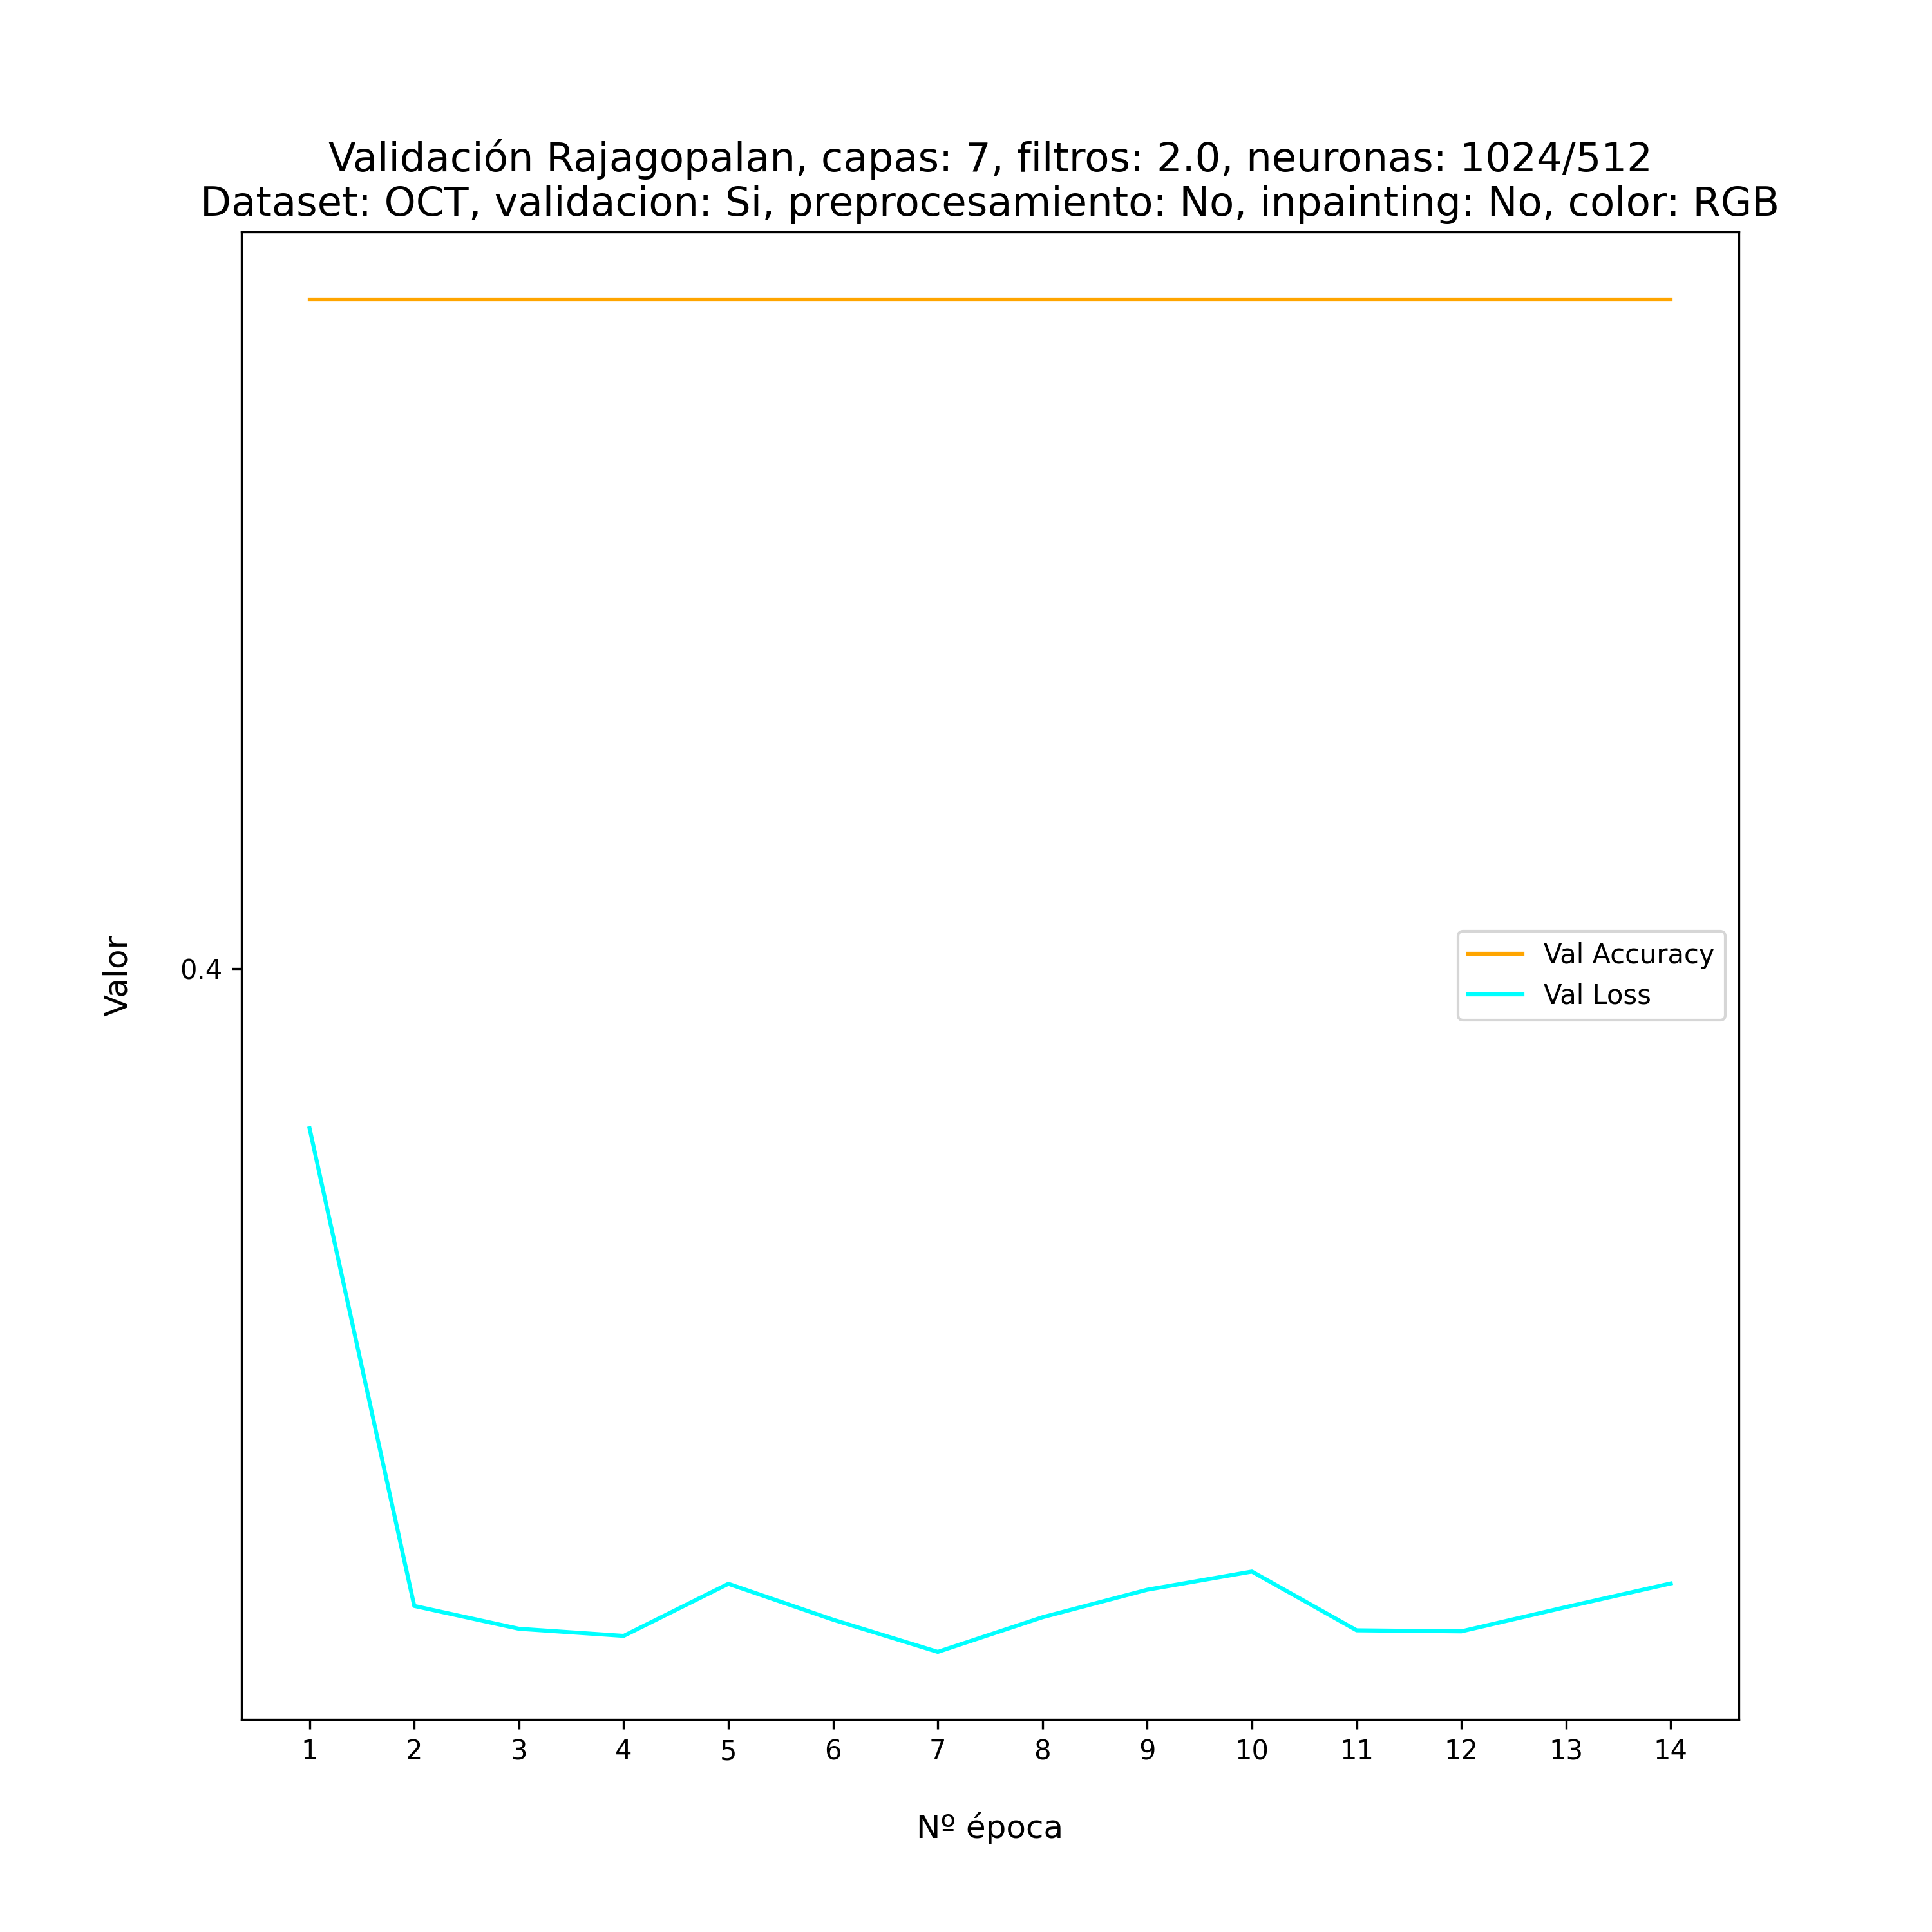 Validación Rajagopalan, capas: 7, filtros: 2.0, neuronas: 1024/512
Dataset: OCT, validacion: Si, preprocesamiento: No, inpainting: No, color: RGB
Valor
0.4
Val Accuracy
Val Loss
1 2 3 4 5 6 7 8 9 10 11 12 13 14
Nº época